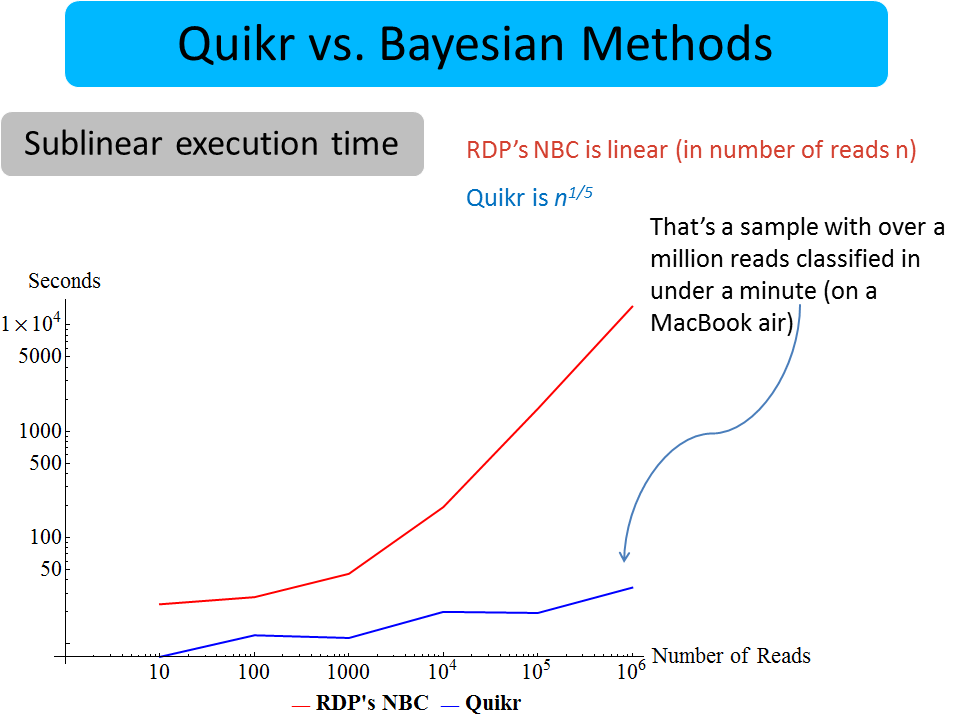 Quikr vs. Bayesian Methods
Sublinear execution time
RDP’s NBC is linear (in number of reads n)
Quikr is n^1/5
That’s a sample with over a
million reads classified in
under a minute (on a
MacBook air)
Seconds
1×10^4
5000
1000
500
100
50
10 100 1000 10^4 10^5 10^6 Number of Reads
RDP's NBC Quikr